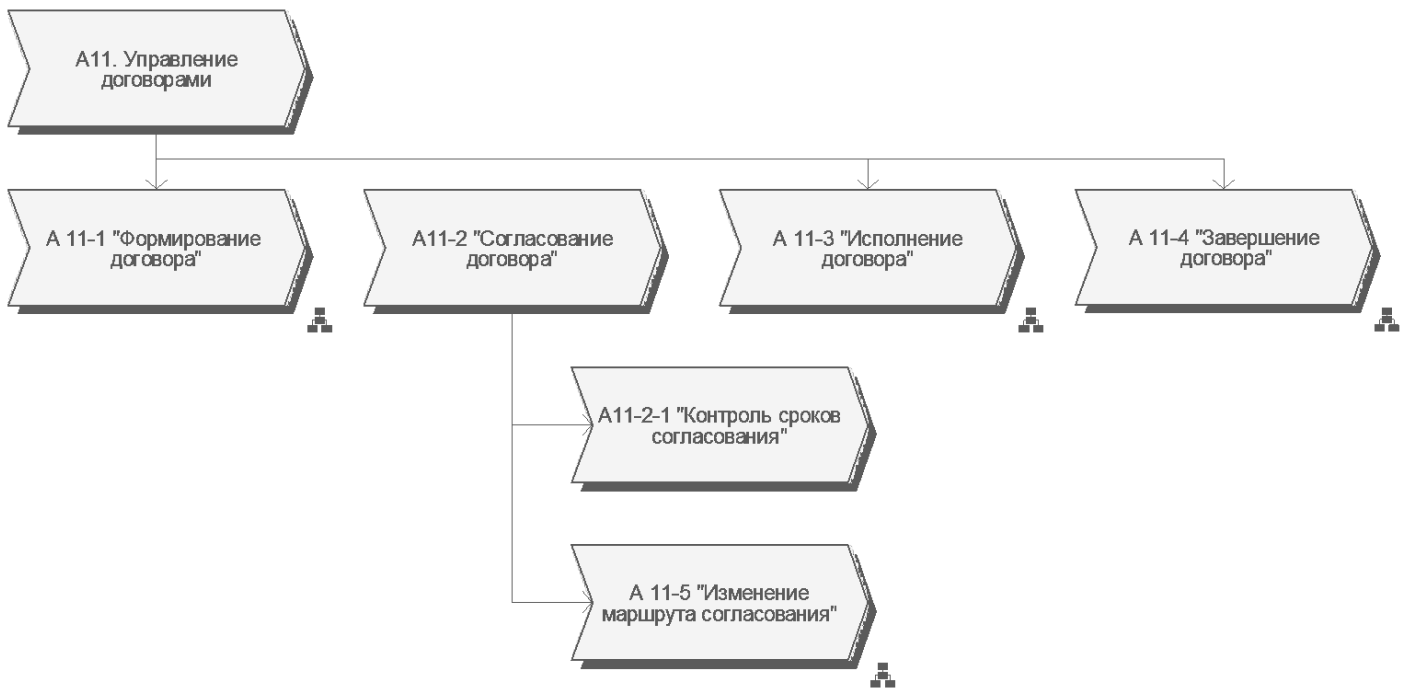 А11. Управление
договорами
А 11-1 "Формирование
договора"
А11-2 "Согласование
договора"
А 11-3 "Исполнение
договора"
А 11-4 "Завершение
договора"
А11-2-1 "Контроль сроков
согласования"
А 11-5 "Изменение
маршрута согласования"